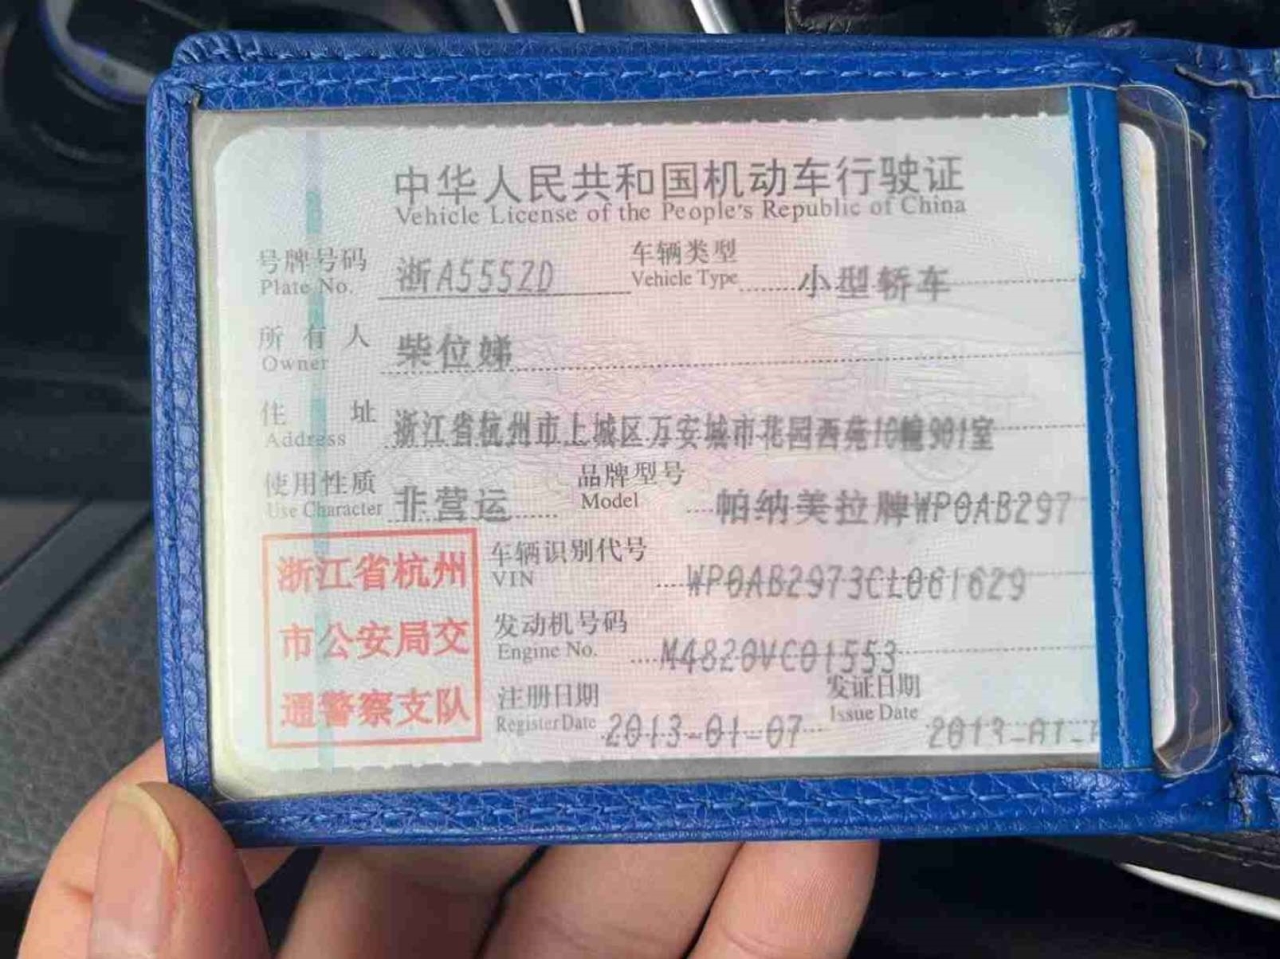 中华人民共和国机动车行驶证
Vehicle License of the People's Republic of China
号牌号码 浙A555ZD 车辆类型 小型轿车
Plate No. Vehicle Type
所有人 柴位娣
Owner
住址 浙江省杭州市上城区万安城市花园西苑10幢901室
Address
使用性质 非营运 品牌型号 帕纳美拉牌WP0AB297
Use Character Model
浙江省杭州
市公安局交
通警察支队
车辆识别代号 WP0AB2973CL061629
VIN
发动机号码 M4820VC01553
Engine No.
注册日期 2013-01-07 发证日期 2013-01-
Register Date Issue Date